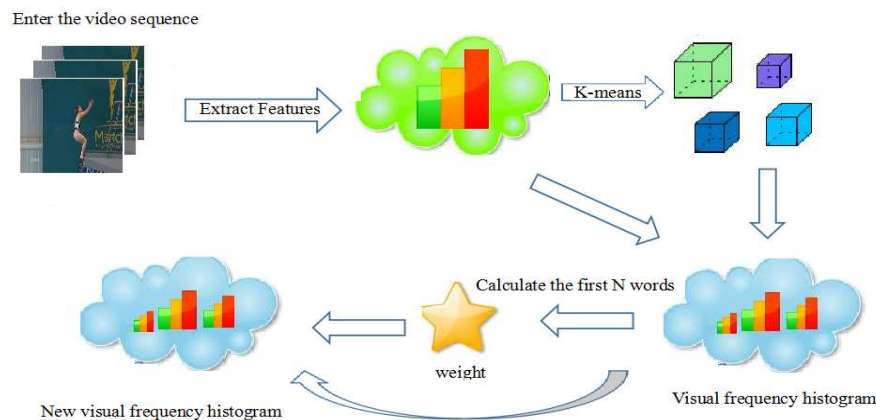 Enter the video sequence
Extract Features
K-means
Calculate the first N words
weight
Visual frequency histogram
New visual frequency histogram